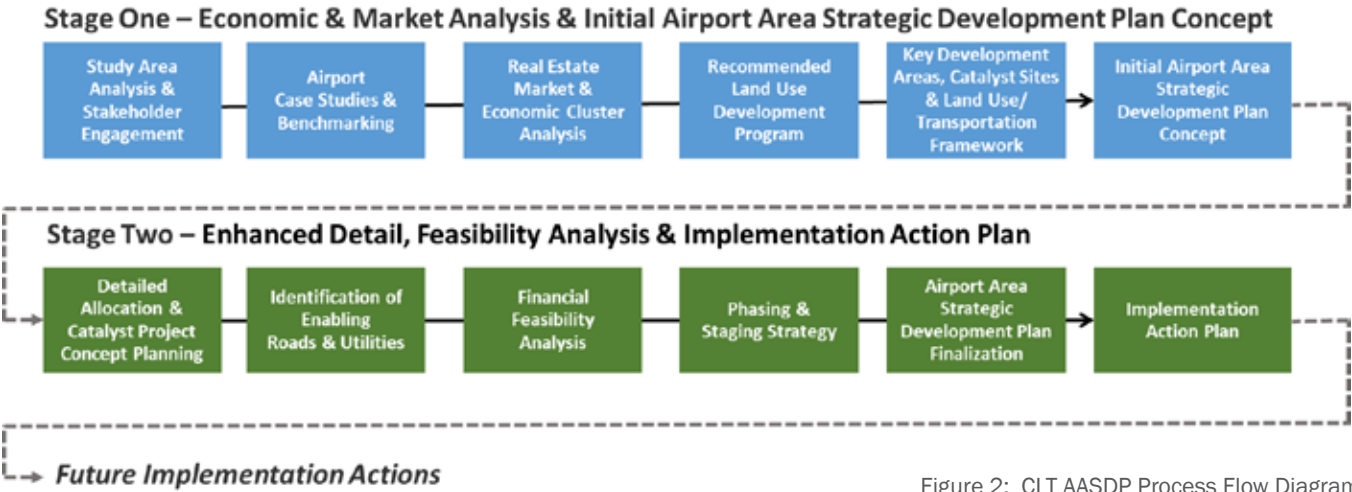 Stage One – Economic & Market Analysis & Initial Airport Area Strategic Development Plan Concept
Study Area
Analysis &
Stakeholder
Engagement
Airport
Case Studies &
Benchmarking
Real Estate
Market &
Economic Cluster
Analysis
Recommended
Land Use
Development
Program
Key Development
Areas, Catalyst Sites
& Land Use/
Transportation
Framework
Initial Airport Area
Strategic
Development Plan
Concept
Stage Two – Enhanced Detail, Feasibility Analysis & Implementation Action Plan
Detailed
Allocation &
Catalyst Project
Concept Planning
Identification of
Enabling
Roads & Utilities
Financial
Feasibility
Analysis
Phasing &
Staging Strategy
Airport Area
Strategic
Development Plan
Finalization
Implementation
Action Plan
Future Implementation Actions
Figure 2: CLT AASDP Process Flow Diagram